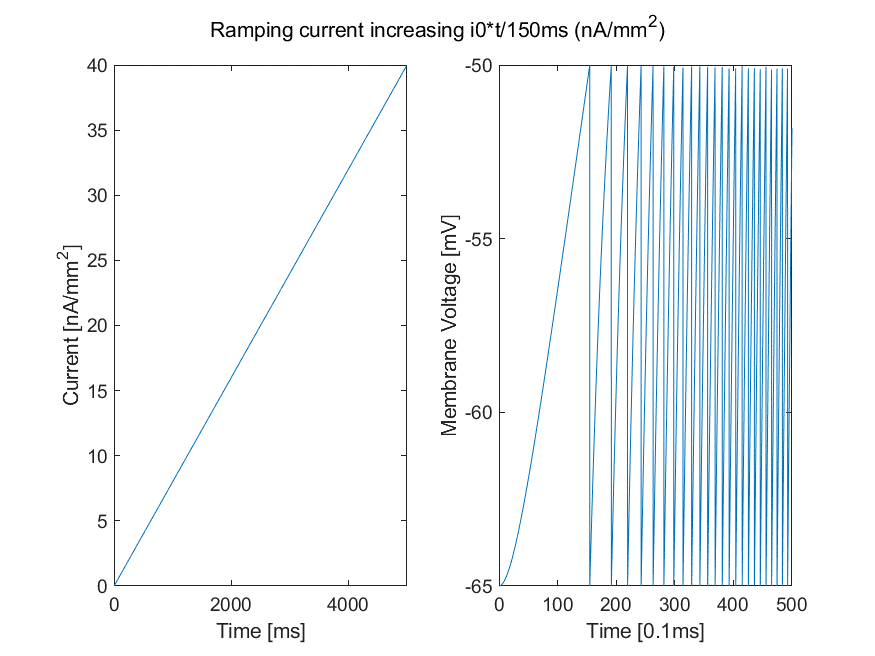 Ramping current increasing i0*t/150ms (nA/mm²)
40
35
30
25
20
15
10
5
0
Current [nA/mm²]
0 2000 4000
Time [ms]
-50
-55
-60
-65
Membrane Voltage [mV]
0 100 200 300 400 500
Time [0.1ms]